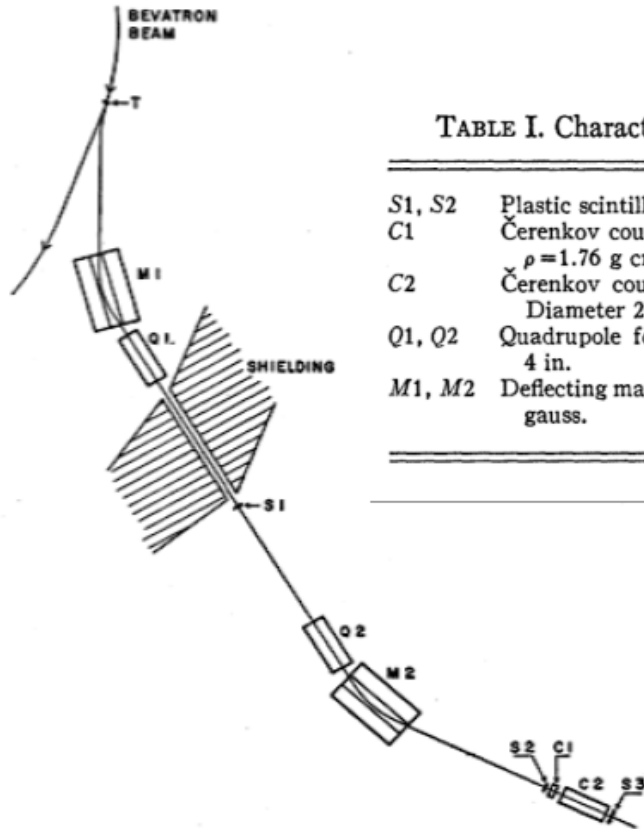 BEVATRON
BEAM
T
TABLE I. Charact
S1, S2 Plastic scintill
C1 Čerenkov cou
ρ=1.76 g c
C2 Čerenkov cou
Diameter 2
Q1, Q2 Quadrupole f
4 in.
M1, M2 Deflecting ma
gauss.
M1
Q1
SHIELDING
S1
Q2
M2
S2 C1
C2 S3